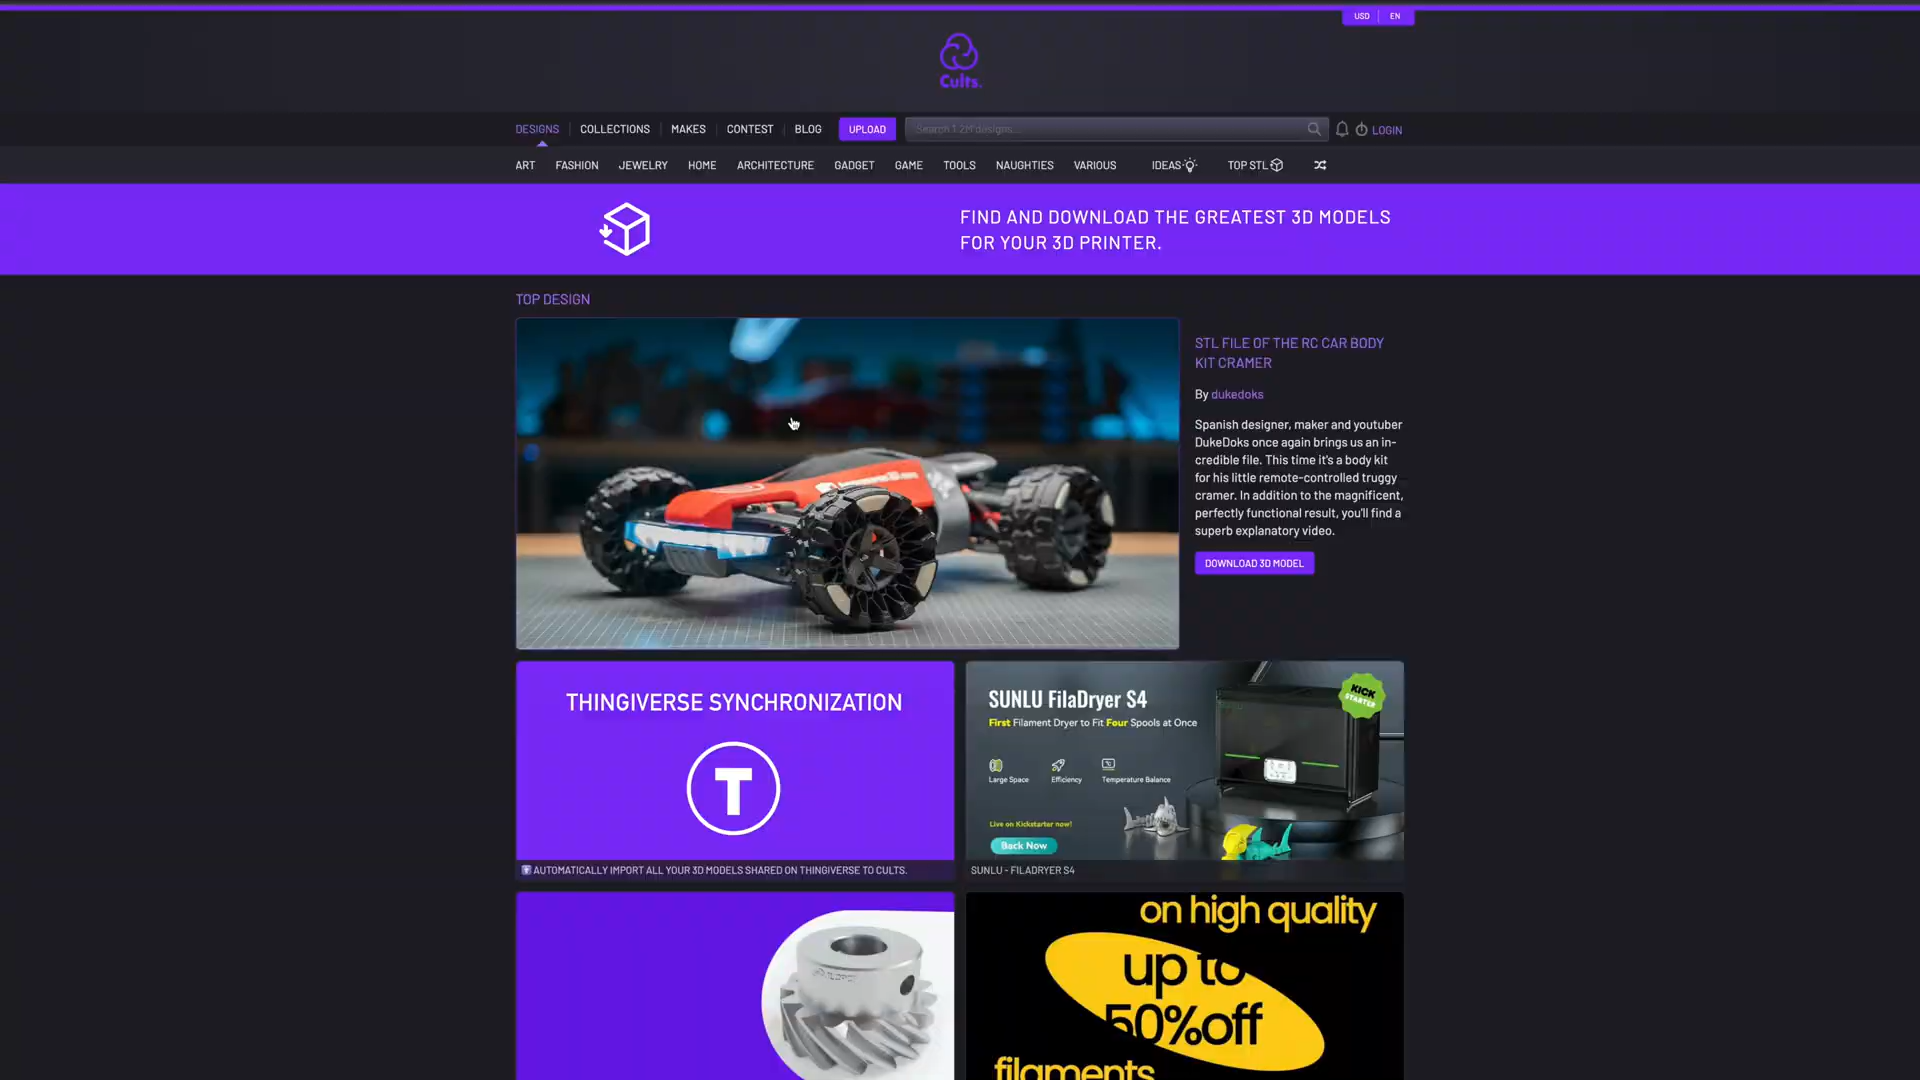 USD EN
Cults.
DESIGNS COLLECTIONS MAKES CONTEST BLOG UPLOAD Search 1.2M designs... LOGIN
ART FASHION JEWELRY HOME ARCHITECTURE GADGET GAME TOOLS NAUGHTIES VARIOUS IDEAS TOP STL
FIND AND DOWNLOAD THE GREATEST 3D MODELS
FOR YOUR 3D PRINTER.
TOP DESIGN
STL FILE OF THE RC CAR BODY
KIT CRAMER
By dukedoks
Spanish designer, maker and youtuber
DukeDoks once again brings us an in-
credible file. This time it's a body kit
for his little remote-controlled truggy
cramer. In addition to the magnificent,
perfectly functional result, you'll find a
superb explanatory video.
DOWNLOAD 3D MODEL
THINGIVERSE SYNCHRONIZATION
T
AUTOMATICALLY IMPORT ALL YOUR 3D MODELS SHARED ON THINGIVERSE TO CULTS.
SUNLU FilaDryer S4
First Filament Dryer to Fit Four Spools at Once
KICK
STARTER
Large Space Efficiency Temperature Balance
Live on Kickstarter now!
Back Now
SUNLU - FILADRYER S4
on high quality
up to
50%off
filaments